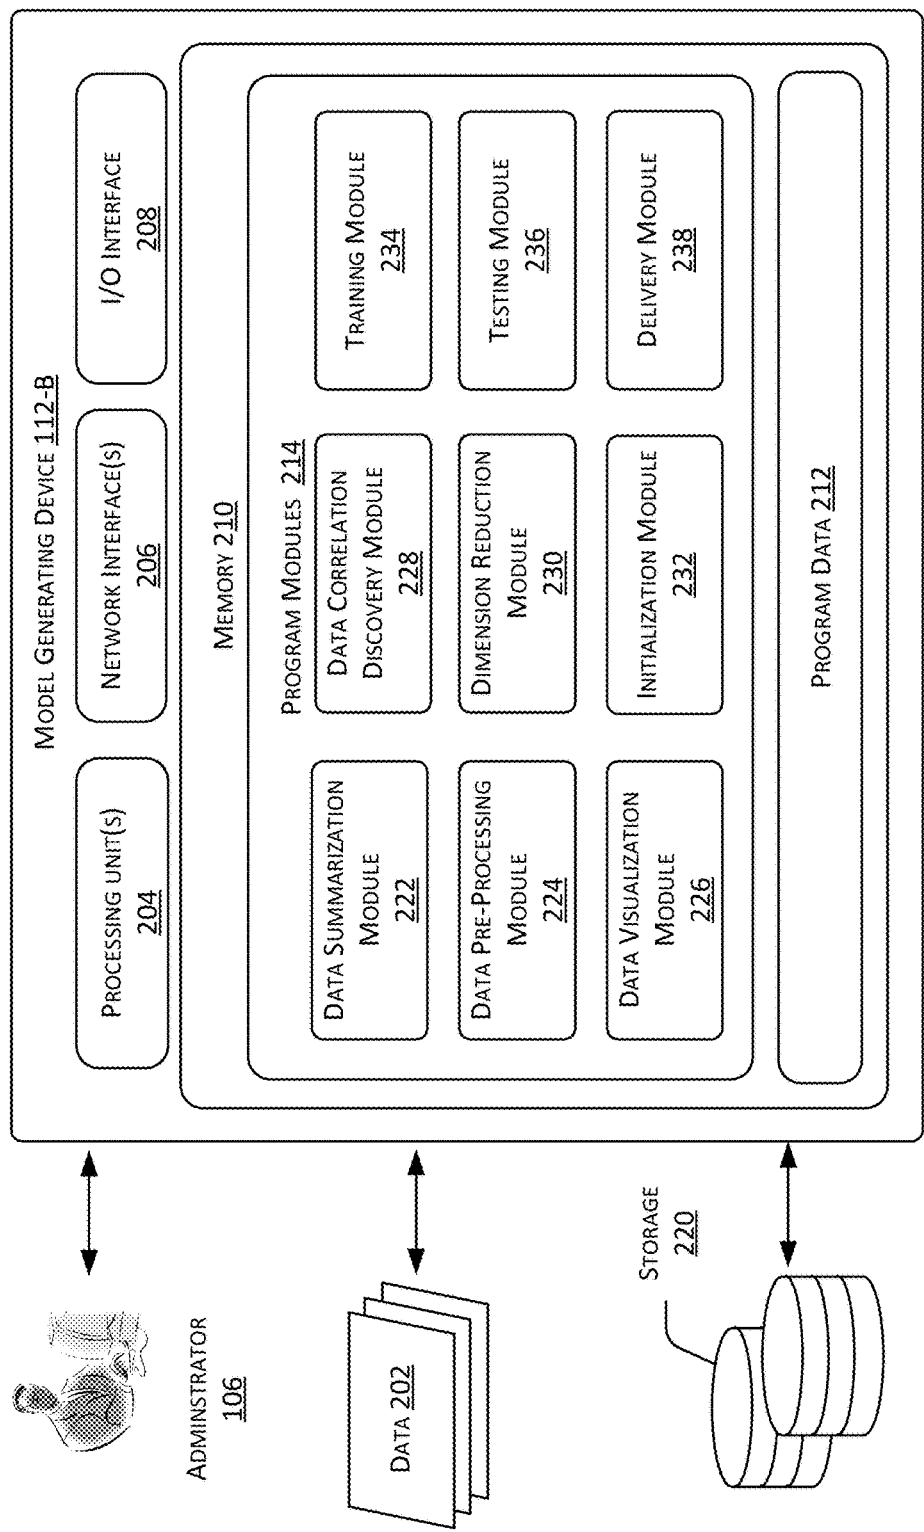 MODEL GENERATING DEVICE 112-B
PROCESSING UNIT(S)
204
NETWORK INTERFACE(S)
206
I/O INTERFACE
208
MEMORY 210
PROGRAM MODULES 214
DATA SUMMARIZATION
MODULE
222
DATA CORRELATION
DISCOVERY MODULE
228
TRAINING MODULE
234
DATA PRE-PROCESSING
MODULE
224
DIMENSION REDUCTION
MODULE
230
TESTING MODULE
236
DATA VISUALIZATION
MODULE
226
INITIALIZATION MODULE
232
DELIVERY MODULE
238
PROGRAM DATA 212
ADMINSTRATOR
106
DATA 202
STORAGE
220